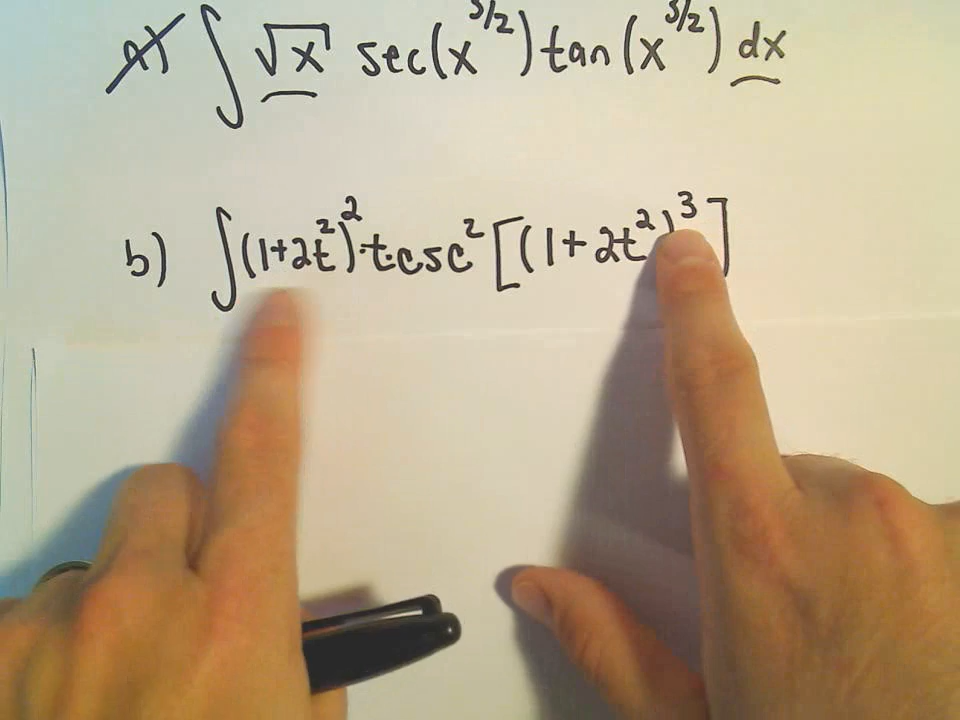 a) ∫ √x sec(x^3/2) tan(x^3/2) dx
b) ∫(1+2t²)²·t·csc²[(1+2t²)³]